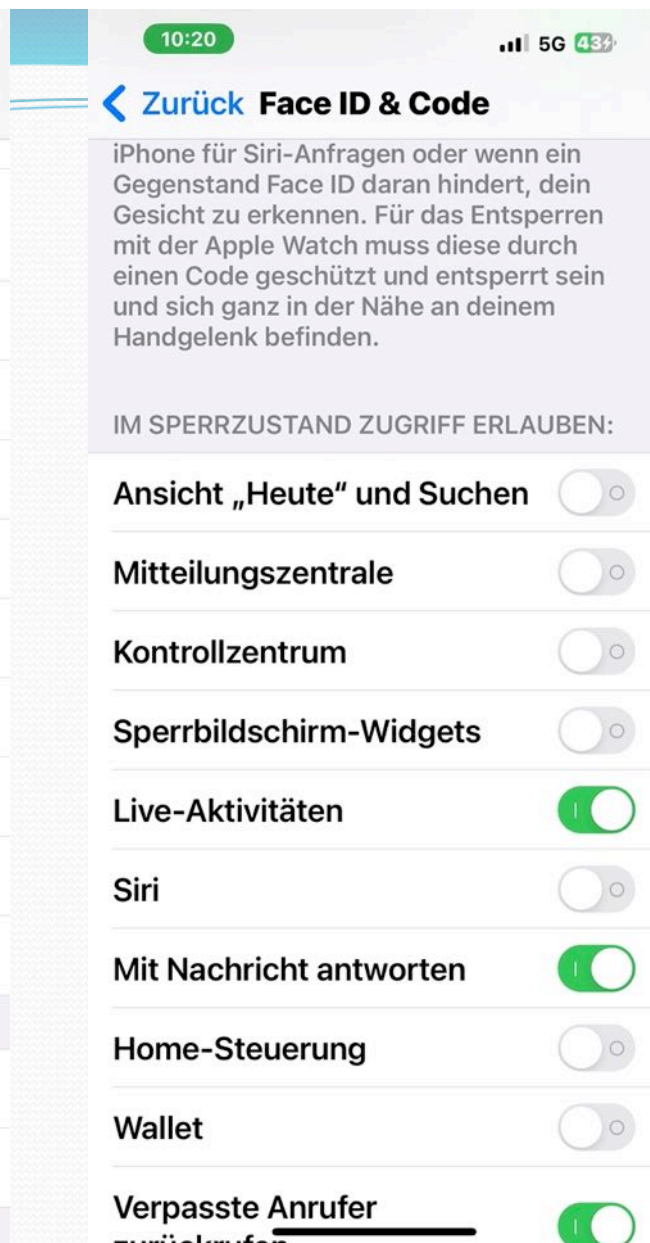 10:20
5G 43
Zurück Face ID & Code
iPhone für Siri-Anfragen oder wenn ein
Gegenstand Face ID daran hindert, dein
Gesicht zu erkennen. Für das Entsperren
mit der Apple Watch muss diese durch
einen Code geschützt und entsperrt sein
und sich ganz in der Nähe an deinem
Handgelenk befinden.
IM SPERRZUSTAND ZUGRIFF ERLAUBEN:
Ansicht „Heute“ und Suchen
Mitteilungszentrale
Kontrollzentrum
Sperrbildschirm-Widgets
Live-Aktivitäten
Siri
Mit Nachricht antworten
Home-Steuerung
Wallet
Verpasste Anrufer